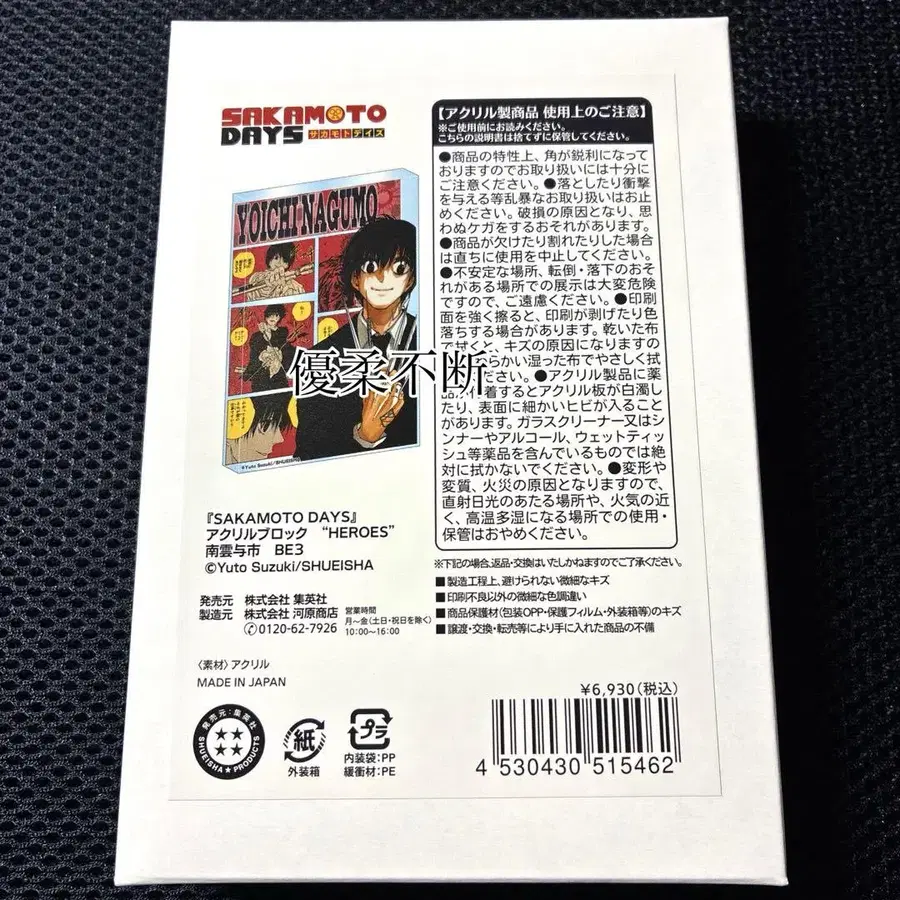 SAKAMOTO
DAYS サカモトデイズ
YOICHI NAGUMO
©Yuto Suzuki/SHUEISHA
優柔不断
『SAKAMOTO DAYS』
アクリルブロック “HEROES”
南雲与市 BE3
©Yuto Suzuki/SHUEISHA
発売元 株式会社 集英社
製造元 株式会社 河原商店
0120-62-7926
営業時間
月〜金(土日・祝日を除く)
10:00〜16:00
〈素材〉アクリル
MADE IN JAPAN
【アクリル製商品 使用上のご注意】
※ご使用前にお読みください。
こちらの説明書は捨てずに保管してください。
●商品の特性上、角が鋭利になって
おりますのでお取り扱いには十分に
ご注意ください。●落としたり衝撃
を与える等乱暴なお取り扱いはお止
めください。破損の原因となり、思
わぬケガをするおそれがあります。
●商品が欠けたり割れたりした場合
は直ちに使用を中止してください。
●不安定な場所、転倒・落下のおそ
れがある場所での展示は大変危険
ですので、ご遠慮ください。●印刷
面を強く擦ると、印刷が剥げたり色
落ちする場合があります。乾いた布
で拭くと、キズの原因になりますの
らかい湿った布でやさしく拭
ださい。●アクリル製品に薬
着するとアクリル板が白濁し
たり、表面に細かいヒビが入ること
があります。ガラスクリーナー又はシ
ンナーやアルコール、ウェットティッ
シュ等薬品を含んでいるものでは絶
対に拭かないでください。●変形や
変質、火災の原因となりますので、
直射日光のあたる場所や、火気の近
く、高温多湿になる場所での使用・
保管はおやめください。
※下記の場合、返品・交換はいたしかねますのでご了承ください。
■製造工程上、避けられない微細なキズ
■印刷不良以外の微細な色調違い
■商品保護材(包装OPP・保護フィルム・外装箱等)のキズ
■譲渡・交換・転売等により手に入れた商品の不備
¥6,930(税込)
4 530430 515462
発売元:集英社
SHUEISHA★PRODUCTS
紙
外装箱
プラ
内装袋:PP
緩衝材:PE